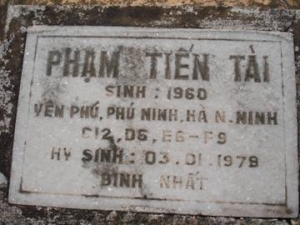 PHẠM TIẾN TÀI
SINH : 1960
YÊN PHÚ, PHÚ NINH, HÀ N. NINH
C12, D6, E6-F9
HY SINH : 03.01.1979
BINH NHẤT